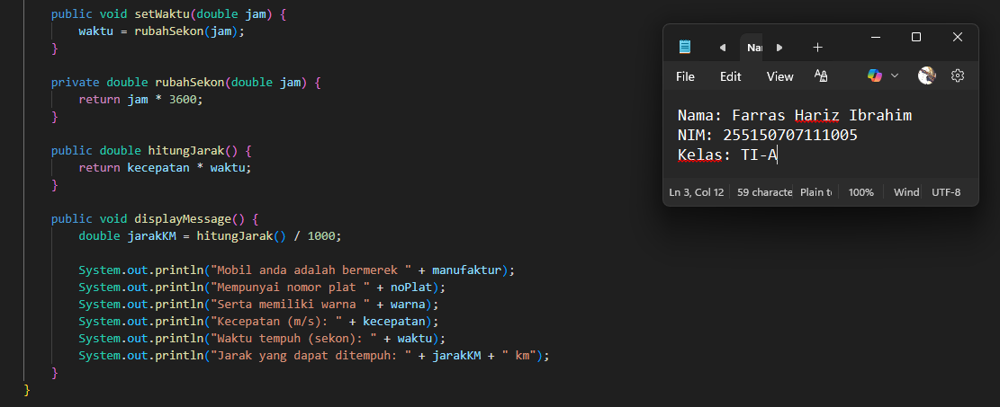 public void setWaktu(double jam) {
waktu = rubahSekon(jam);
}
private double rubahSekon(double jam) {
return jam * 3600;
}
public double hitungJarak() {
return kecepatan * waktu;
}
public void displayMessage() {
double jarakKM = hitungJarak() / 1000;
System.out.println("Mobil anda adalah bermerek " + manufaktur);
System.out.println("Mempunyai nomor plat " + noPlat);
System.out.println("Serta memiliki warna " + warna);
System.out.println("Kecepatan (m/s): " + kecepatan);
System.out.println("Waktu tempuh (sekon): " + waktu);
System.out.println("Jarak yang dapat ditempuh: " + jarakKM + " km");
}
}
Nar
File Edit View
Nama: Farras Hariz Ibrahim
NIM: 255150707111005
Kelas: TI-A
Ln 3, Col 12 59 characte Plain t 100% Wind UTF-8